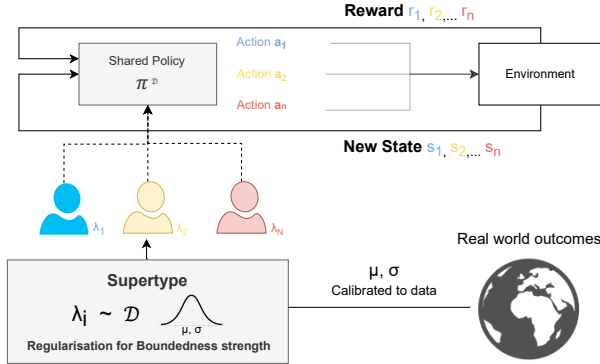 Reward r₁, r₂,... rₙ
Shared Policy
π 𝒟
Action a₁
Action a₂
Action aₙ
Environment
New State s₁, s₂,... sₙ
λ₁
λ₂
λ_N
Supertype
λᵢ ~ 𝒟
μ, σ
Regularisation for Boundedness strength
μ, σ
Calibrated to data
Real world outcomes